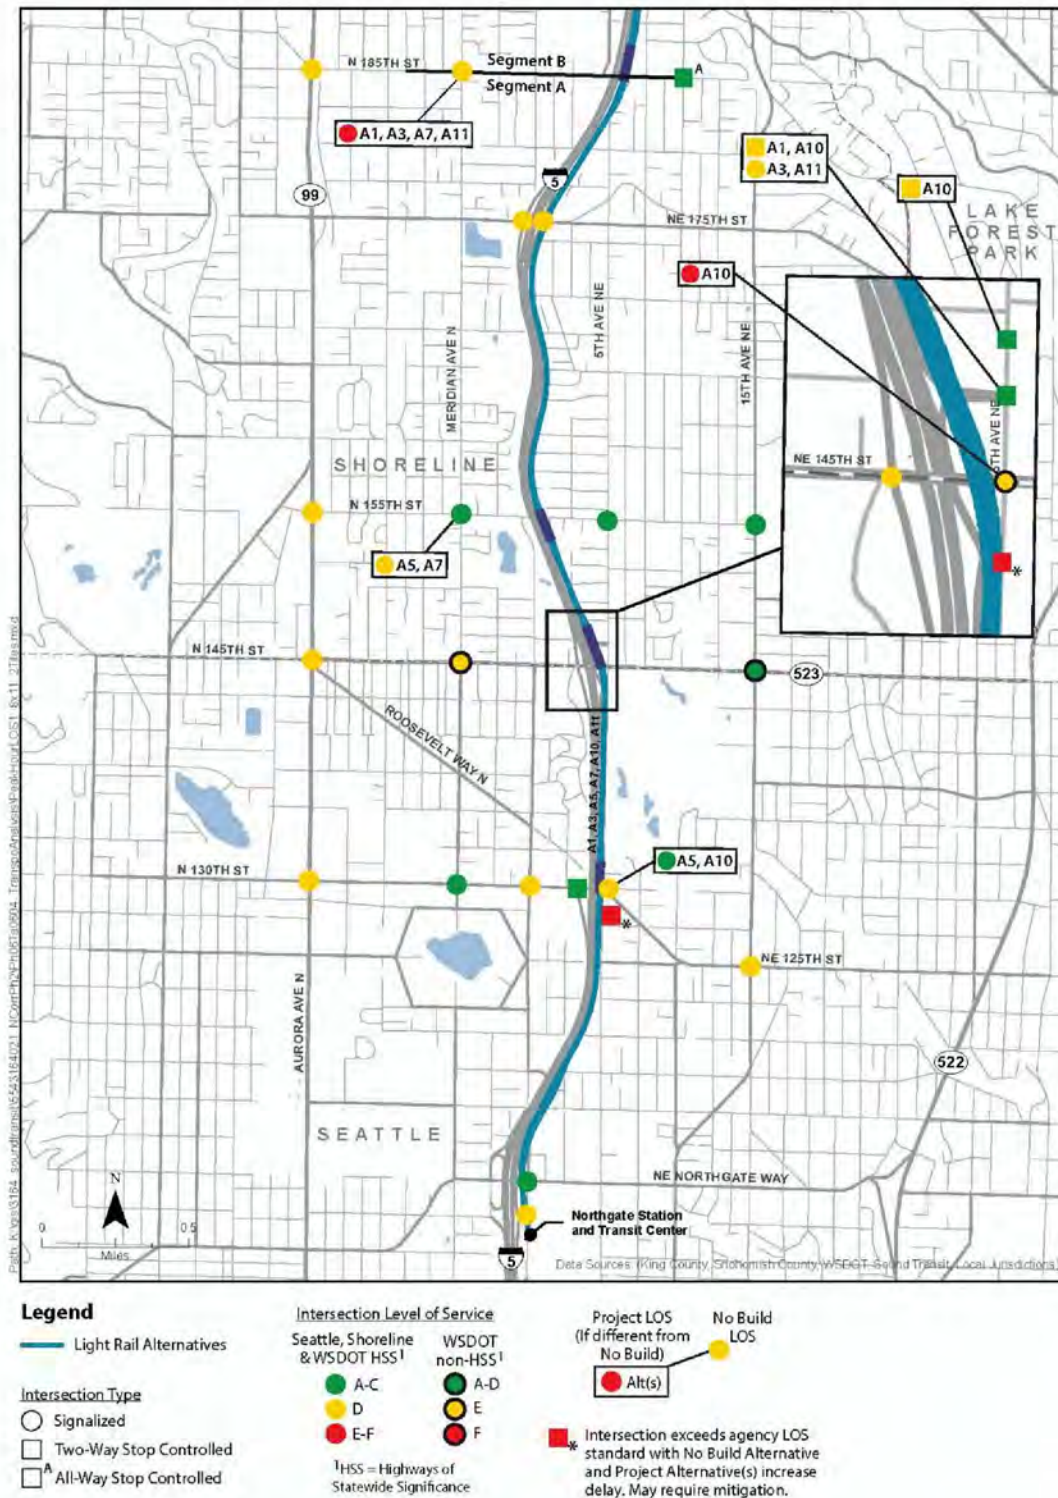 N 185TH ST
Segment B
Segment A
A
A1, A3, A7, A11
A1, A10
A3, A11
A10
LAKE
FOREST
PARK
99
5
NE 175TH ST
A10
5TH AVE NE
15TH AVE NE
MERIDIAN AVE N
SHORELINE
NE 145TH ST
5TH AVE NE
*
N 155TH ST
A5, A7
N 145TH ST
523
ROOSEVELT WAY N
A1, A3, A5, A7, A10, A11
A5, A10
N 130TH ST
*
NE 125TH ST
AURORA AVE N
522
SEATTLE
NE NORTHGATE WAY
N
0 0.5
Miles
Northgate Station
and Transit Center
5
Data Sources: (King County, Snohomish County, WSDOT, Sound Transit, Local Jurisdictions)
Legend
Light Rail Alternatives
Intersection Type
Signalized
Two-Way Stop Controlled
A All-Way Stop Controlled
Intersection Level of Service
Seattle, Shoreline
& WSDOT HSS1
WSDOT
non-HSS1
A-C A-D
D E
E-F F
1HSS = Highways of
Statewide Significance
Project LOS
(If different from
No Build)
No Build
LOS
Alt(s)
* Intersection exceeds agency LOS
standard with No Build Alternative
and Project Alternative(s) increase
delay. May require mitigation.